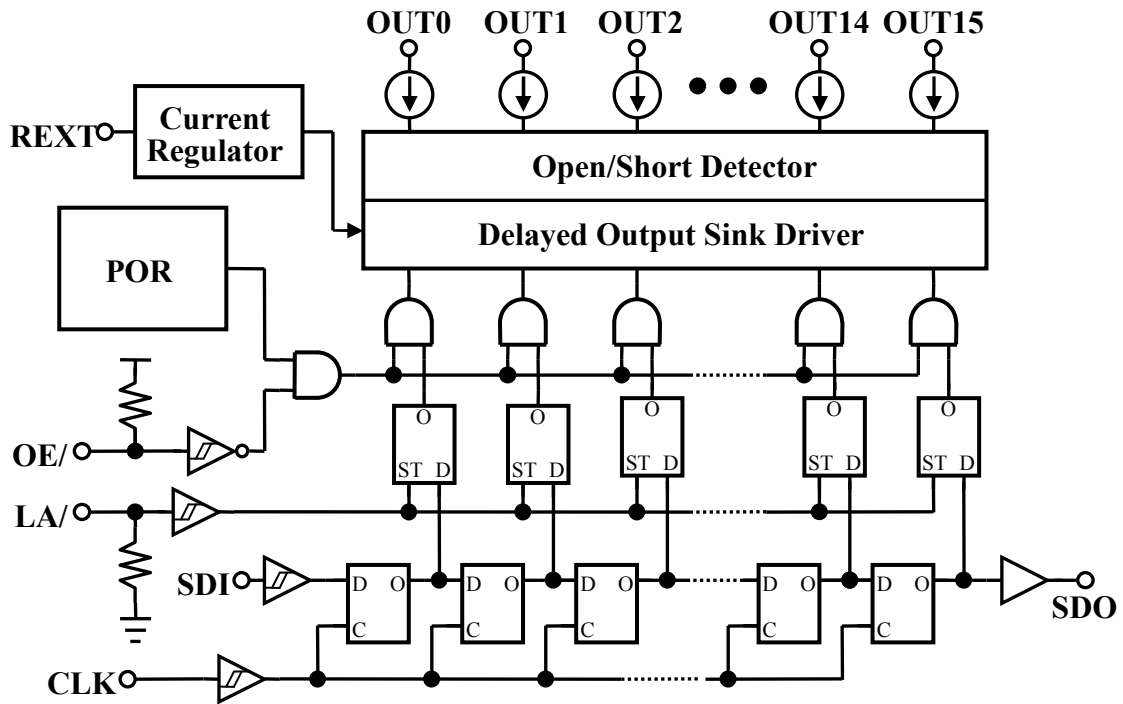 OUT0 OUT1 OUT2 OUT14 OUT15
Current
Regulator
REXT
Open/Short Detector
Delayed Output Sink Driver
POR
O O O O O
OE/
ST D ST D ST D ST D ST D
LA/
SDI
D O D O D O D O D O
SDO
C C C C C
CLK